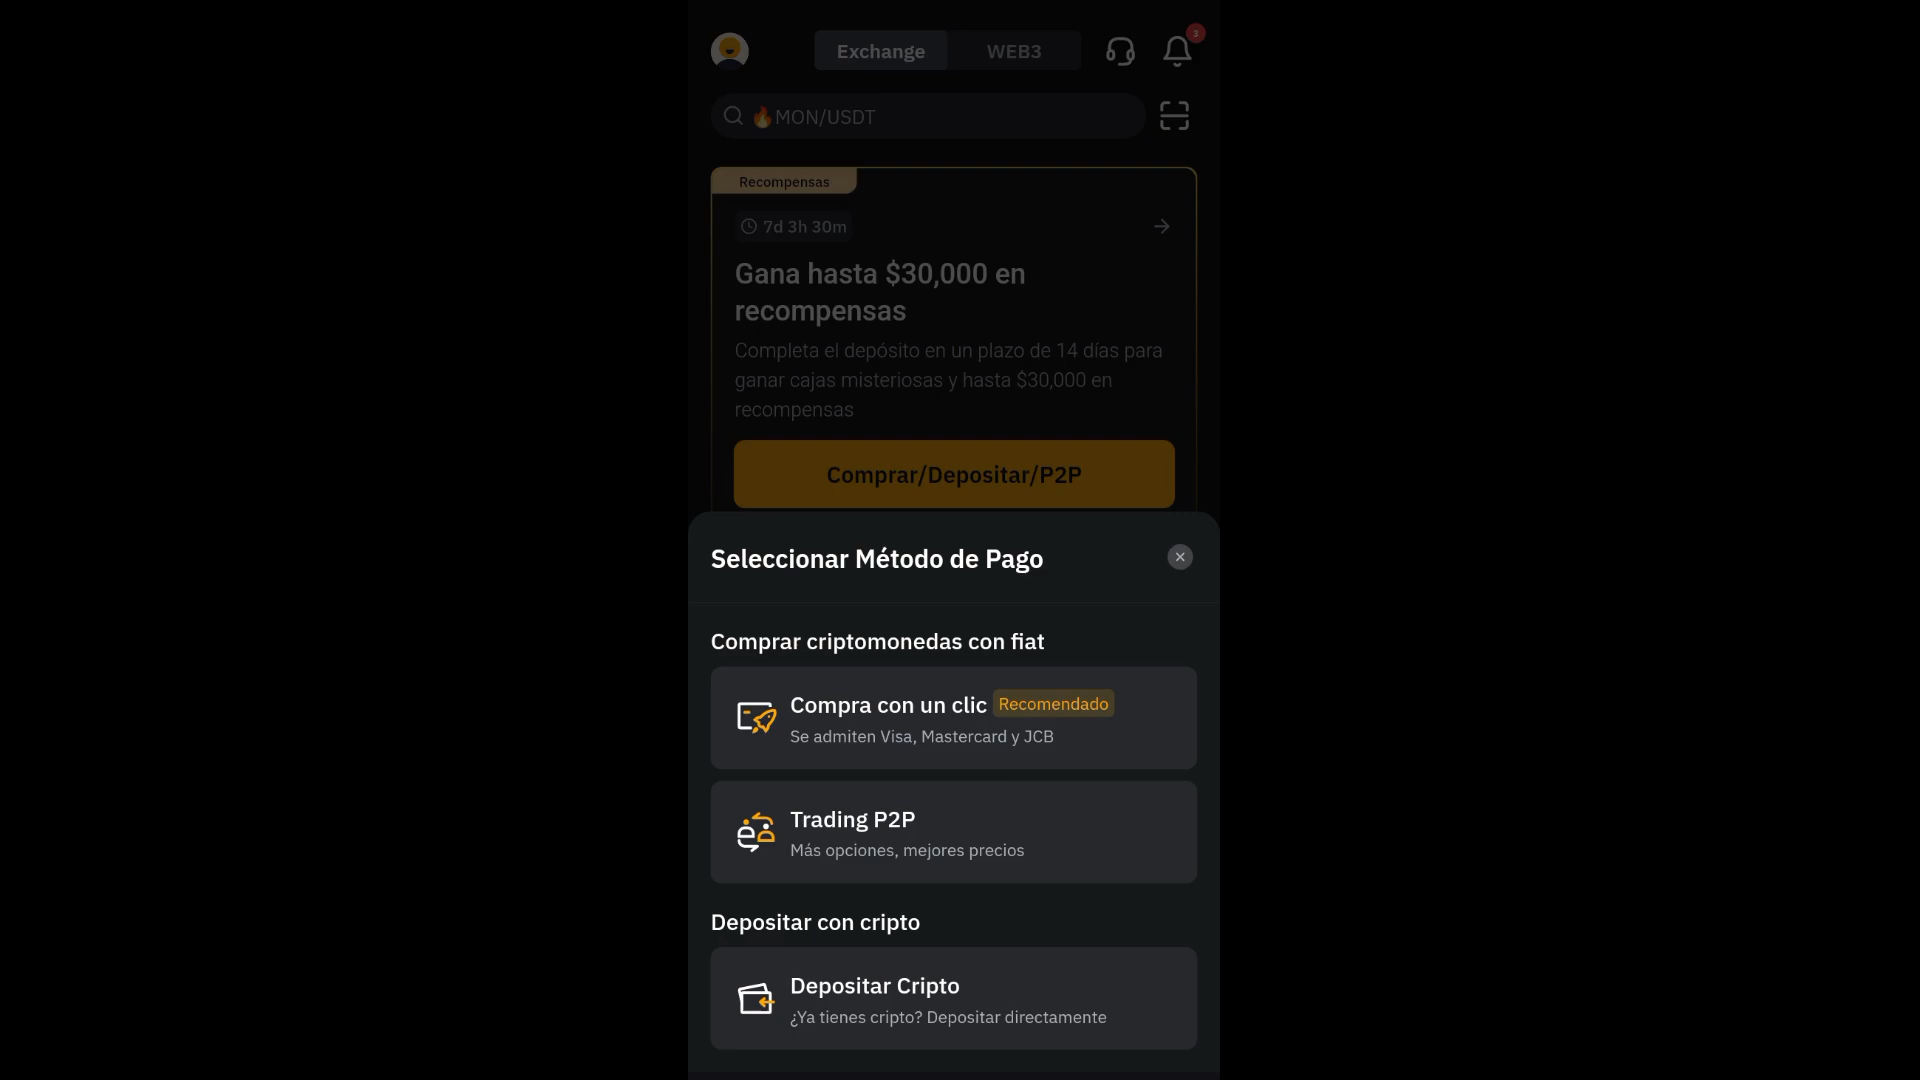 Exchange
WEB3
3
🔥MON/USDT
Recompensas
7d 3h 30m
Gana hasta $30,000 en
recompensas
Completa el depósito en un plazo de 14 días para
ganar cajas misteriosas y hasta $30,000 en
recompensas
Comprar/Depositar/P2P
Seleccionar Método de Pago
Comprar criptomonedas con fiat
Compra con un clic Recomendado
Se admiten Visa, Mastercard y JCB
Trading P2P
Más opciones, mejores precios
Depositar con cripto
Depositar Cripto
¿Ya tienes cripto? Depositar directamente